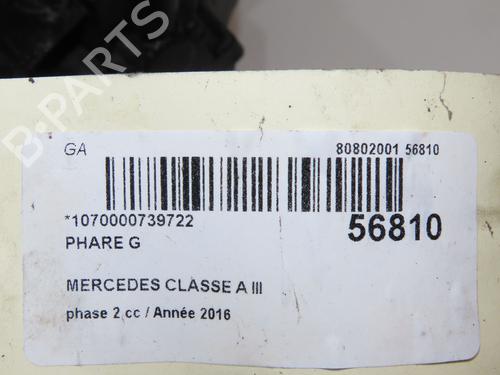 B-PARTS
GA
80802001 56810
*1070000739722
56810
PHARE G
MERCEDES CLASSE A III
phase 2 cc / Année 2016